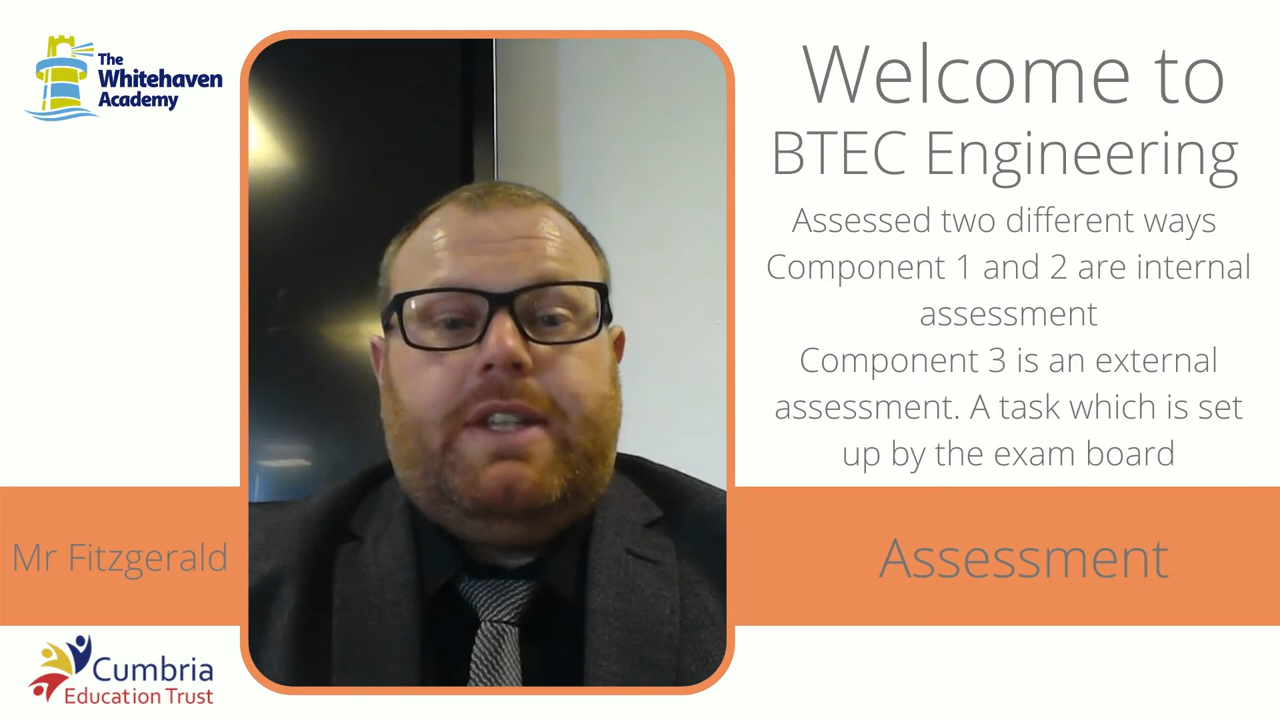 The
Whitehaven
Academy
Welcome to
BTEC Engineering
Assessed two different ways
Component 1 and 2 are internal
assessment
Component 3 is an external
assessment. A task which is set
up by the exam board
Mr Fitzgerald
Assessment
Cumbria
Education Trust